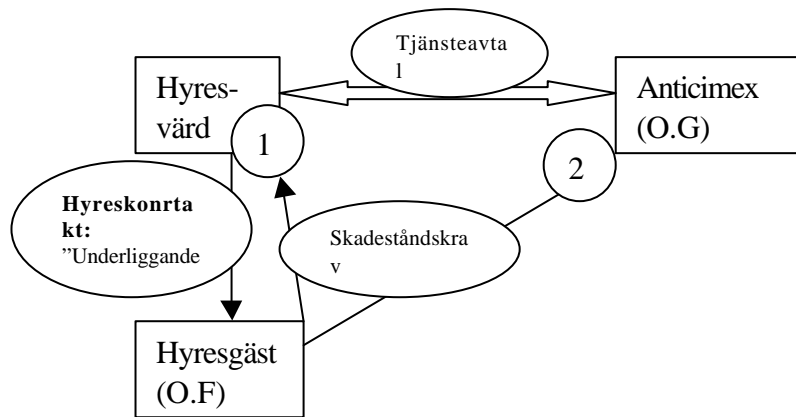 Tjänsteavta
l
Hyres-
värd
Anticimex
(O.G)
1
2
Hyreskonrta
kt:
”Underliggande
Skadeståndskra
v
Hyresgäst
(O.F)